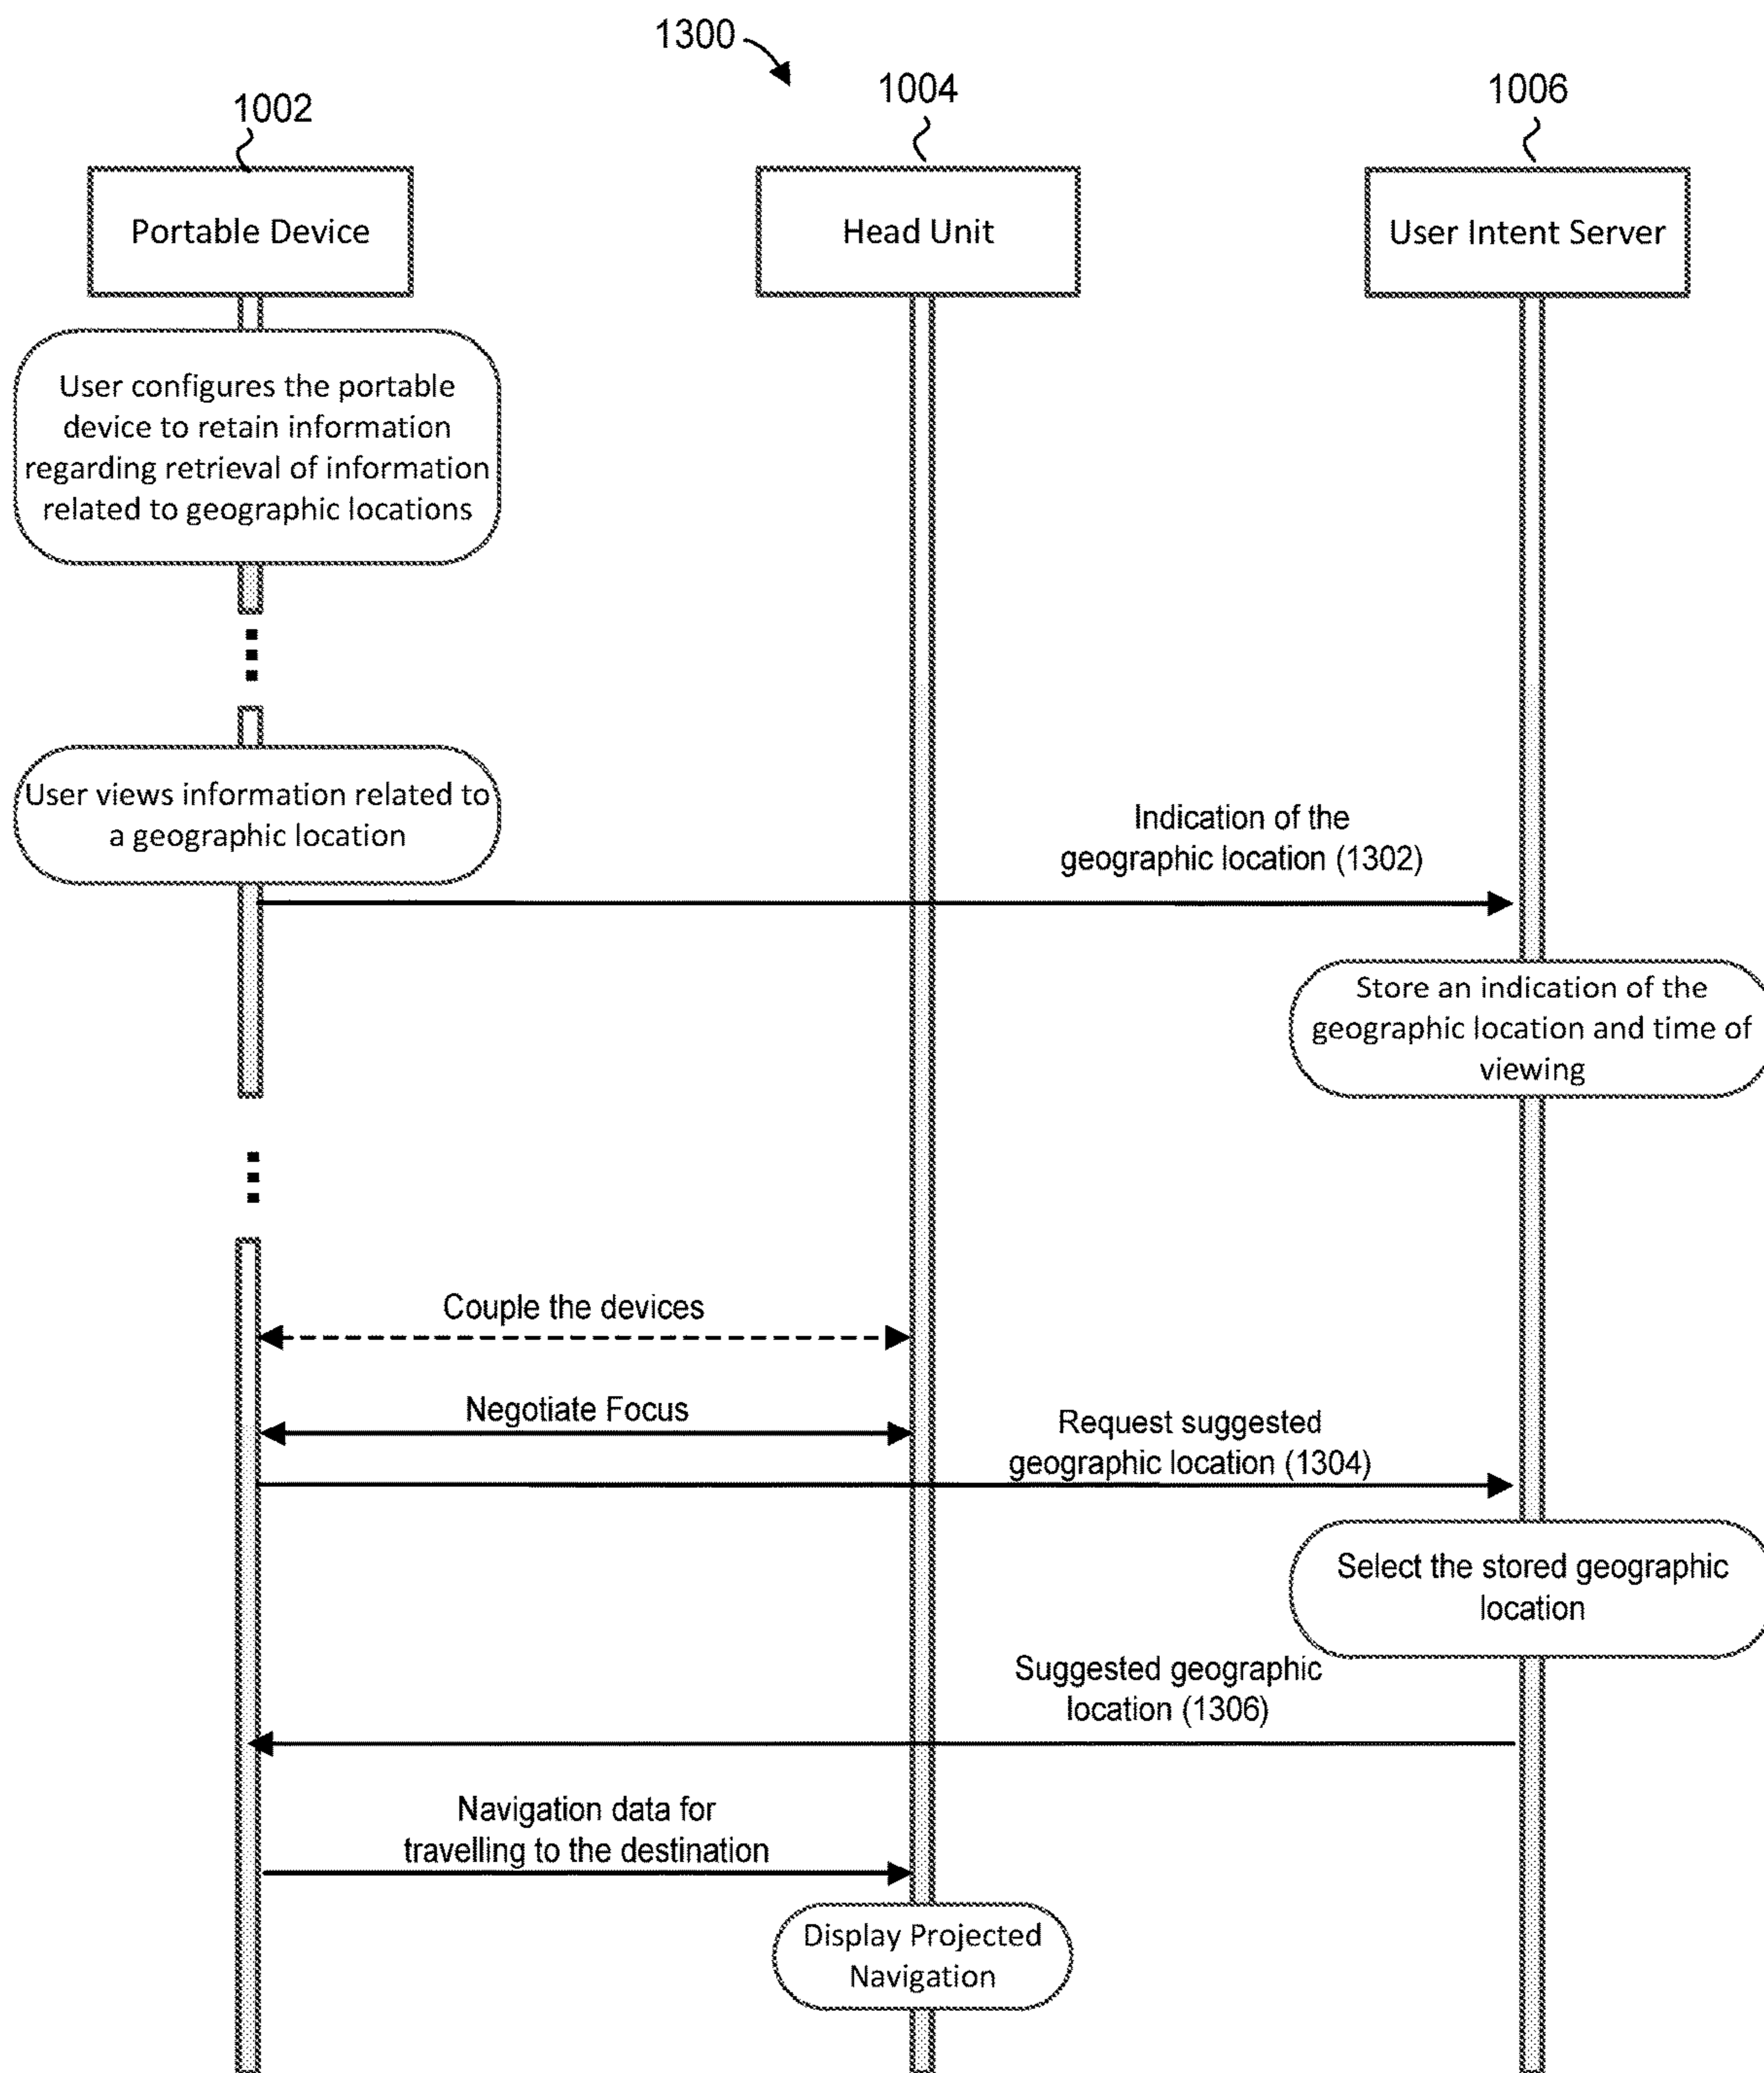 1300
1002
1004
1006
Portable Device
Head Unit
User Intent Server
User configures the portable
device to retain information
regarding retrieval of information
related to geographic locations
User views information related to
a geographic location
Indication of the
geographic location (1302)
Store an indication of the
geographic location and time of
viewing
Couple the devices
Negotiate Focus
Request suggested
geographic location (1304)
Select the stored geographic
location
Suggested geographic
location (1306)
Navigation data for
travelling to the destination
Display Projected
Navigation